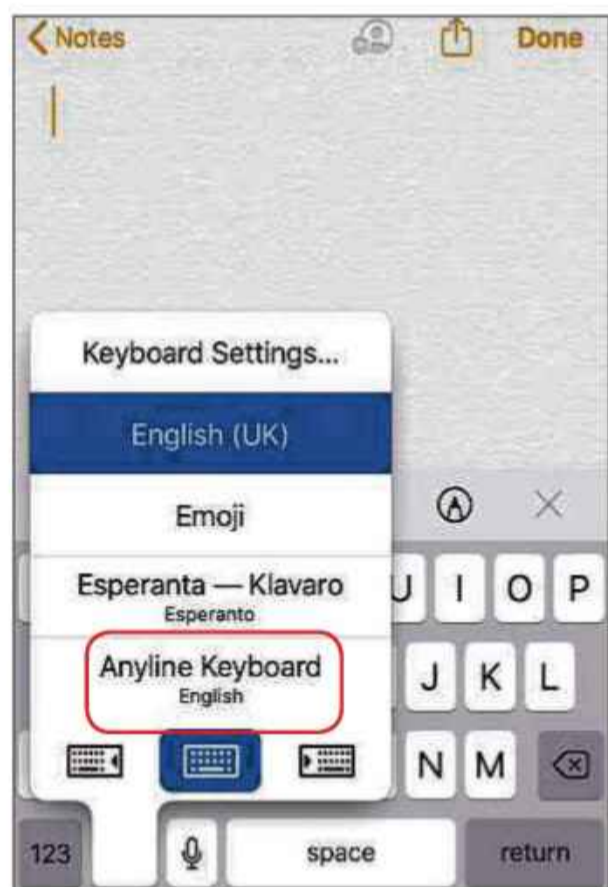 Notes
Done
Keyboard Settings...
English (UK)
Emoji
Esperanta — Klavaro
Esperanto
Anyline Keyboard
English
U I O P
J K L
N M
123
space
return